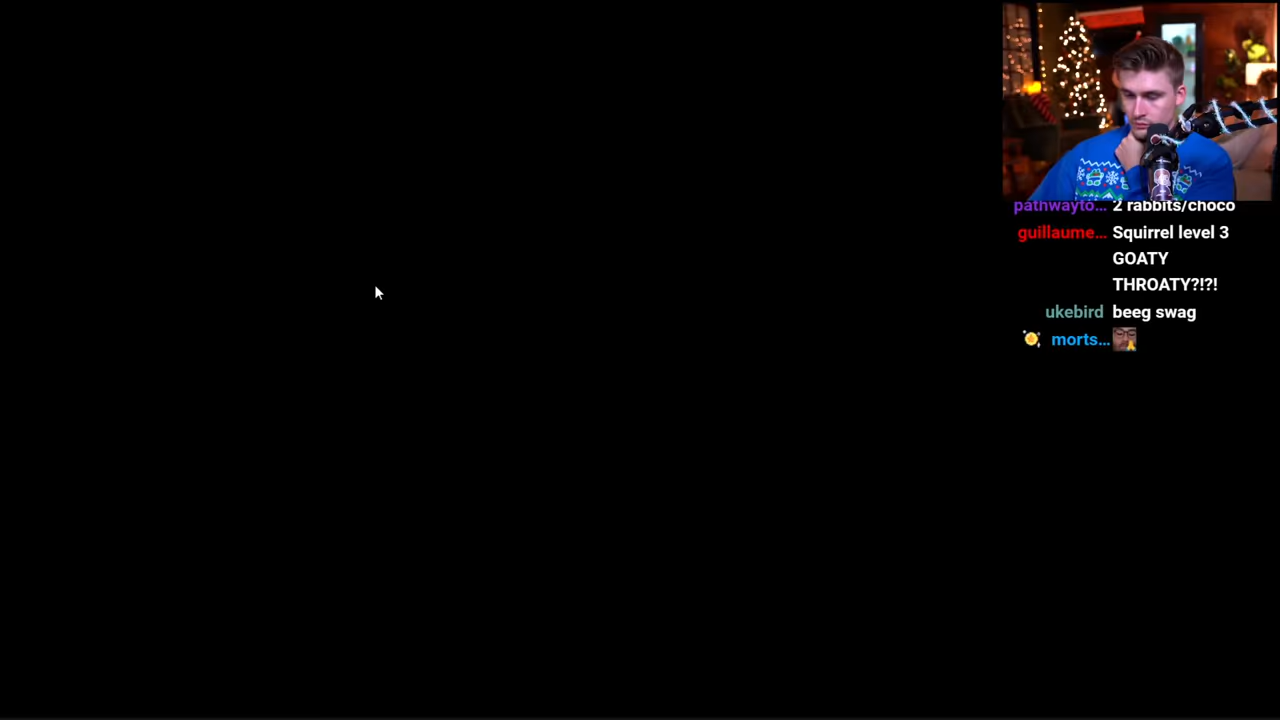 pathwayto… 2 rabbits/choco
guillaume… Squirrel level 3
GOATY
THROATY?!?!
ukebird beeg swag
morts…